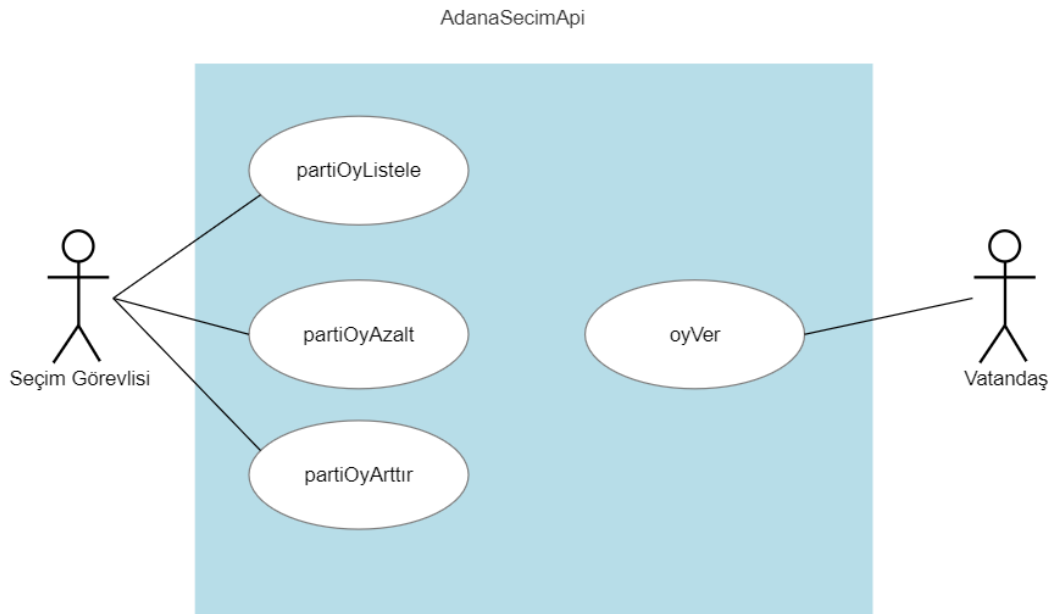 AdanaSecimApi
partiOyListele
partiOyAzalt
oyVer
Seçim Görevlisi
Vatandaş
partiOyArttır